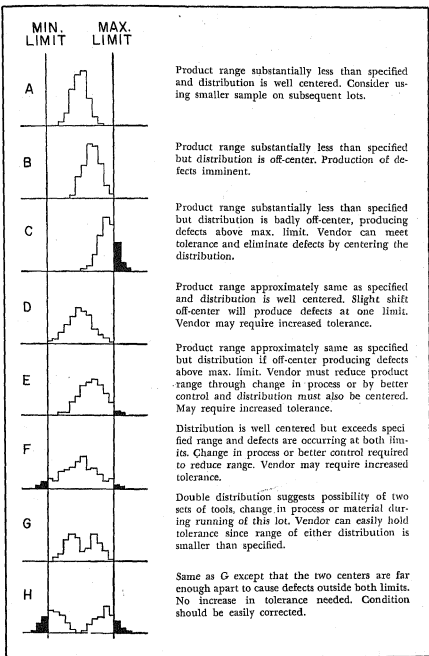 MIN. MAX.
LIMIT LIMIT
A
Product range substantially less than specified
and distribution is well centered. Consider us-
ing smaller sample on subsequent lots.
B
Product range substantially less than specified
but distribution is off-center. Production of de-
fects imminent.
C
Product range substantially less than specified
but distribution is badly off-center, producing
defects above max. limit. Vendor can meet
tolerance and eliminate defects by centering the
distribution.
D
Product range approximately same as specified
and distribution is well centered. Slight shift
off-center will produce defects at one limit.
Vendor may require increased tolerance.
E
Product range approximately same as specified
but distribution if off-center producing defects
above max. limit. Vendor must reduce product
range through change in process or by better
control and distribution must also be centered.
May require increased tolerance.
F
Distribution is well centered but exceeds speci
fied range and defects are occurring at both lim-
its. Change in process or better control required
to reduce range. Vendor may require increased
tolerance.
G
Double distribution suggests possibility of two
sets of tools, change in process or material dur-
ing running of this lot. Vendor can easily hold
tolerance since range of either distribution is
smaller than specified.
H
Same as G except that the two centers are far
enough apart to cause defects outside both limits.
No increase in tolerance needed. Condition
should be easily corrected.